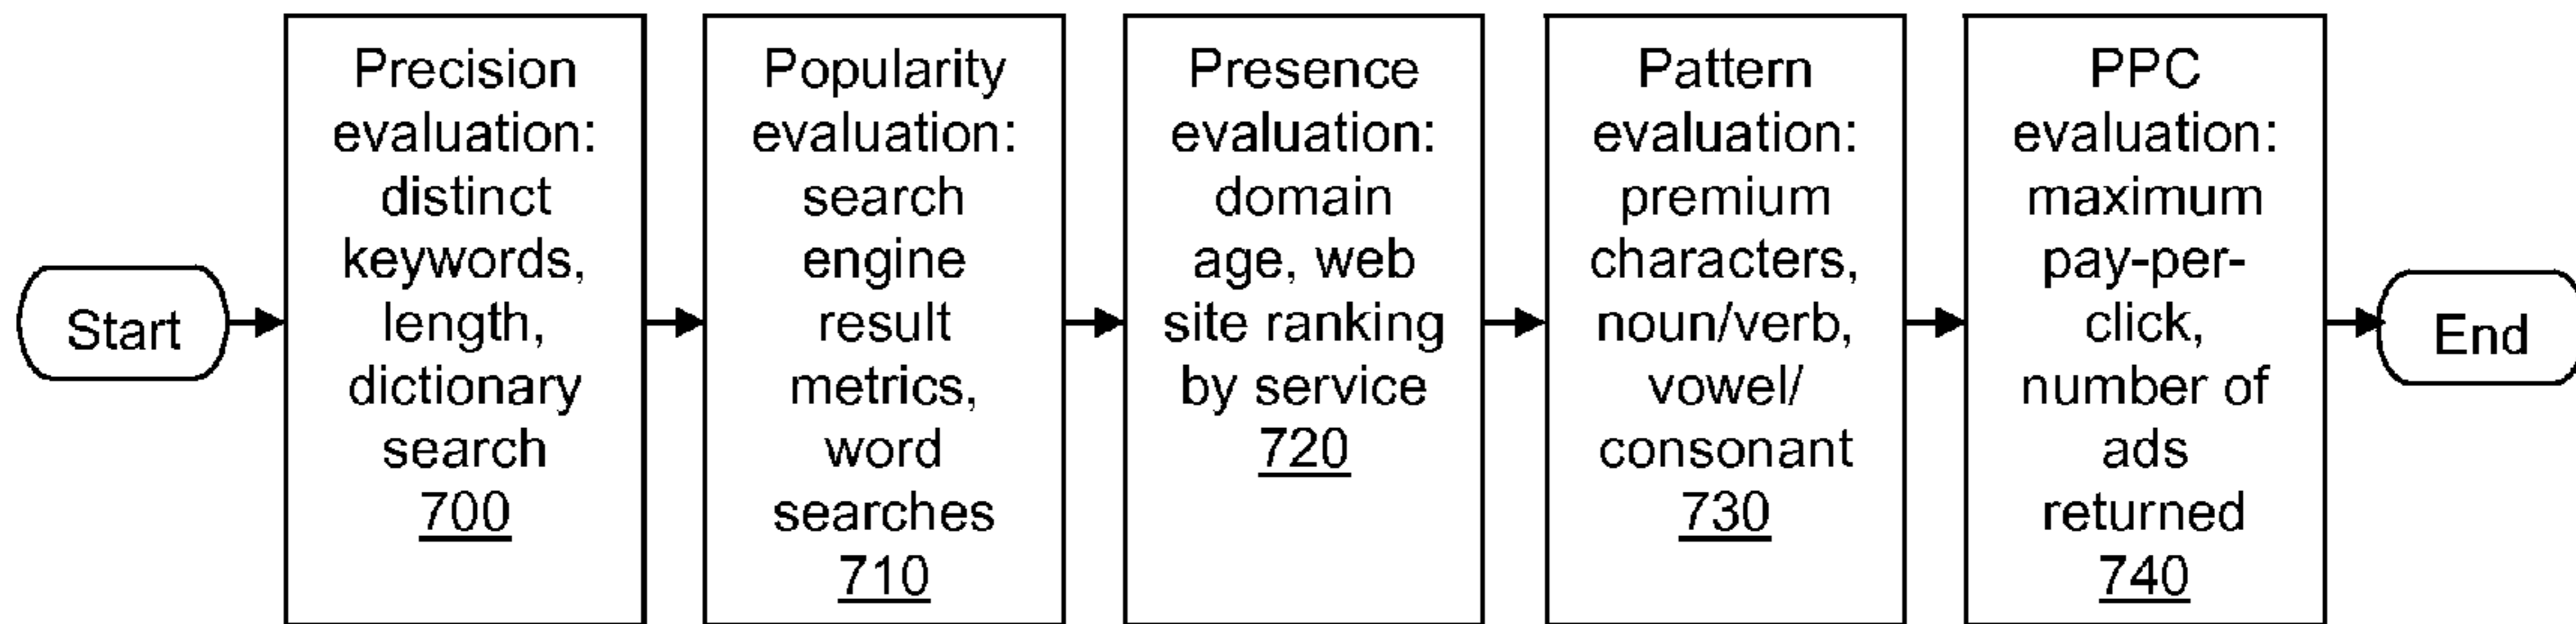 Start
Precision
evaluation:
distinct
keywords,
length,
dictionary
search
700
Popularity
evaluation:
search
engine
result
metrics,
word
searches
710
Presence
evaluation:
domain
age, web
site ranking
by service
720
Pattern
evaluation:
premium
characters,
noun/verb,
vowel/
consonant
730
PPC
evaluation:
maximum
pay-per-
click,
number of
ads
returned
740
End